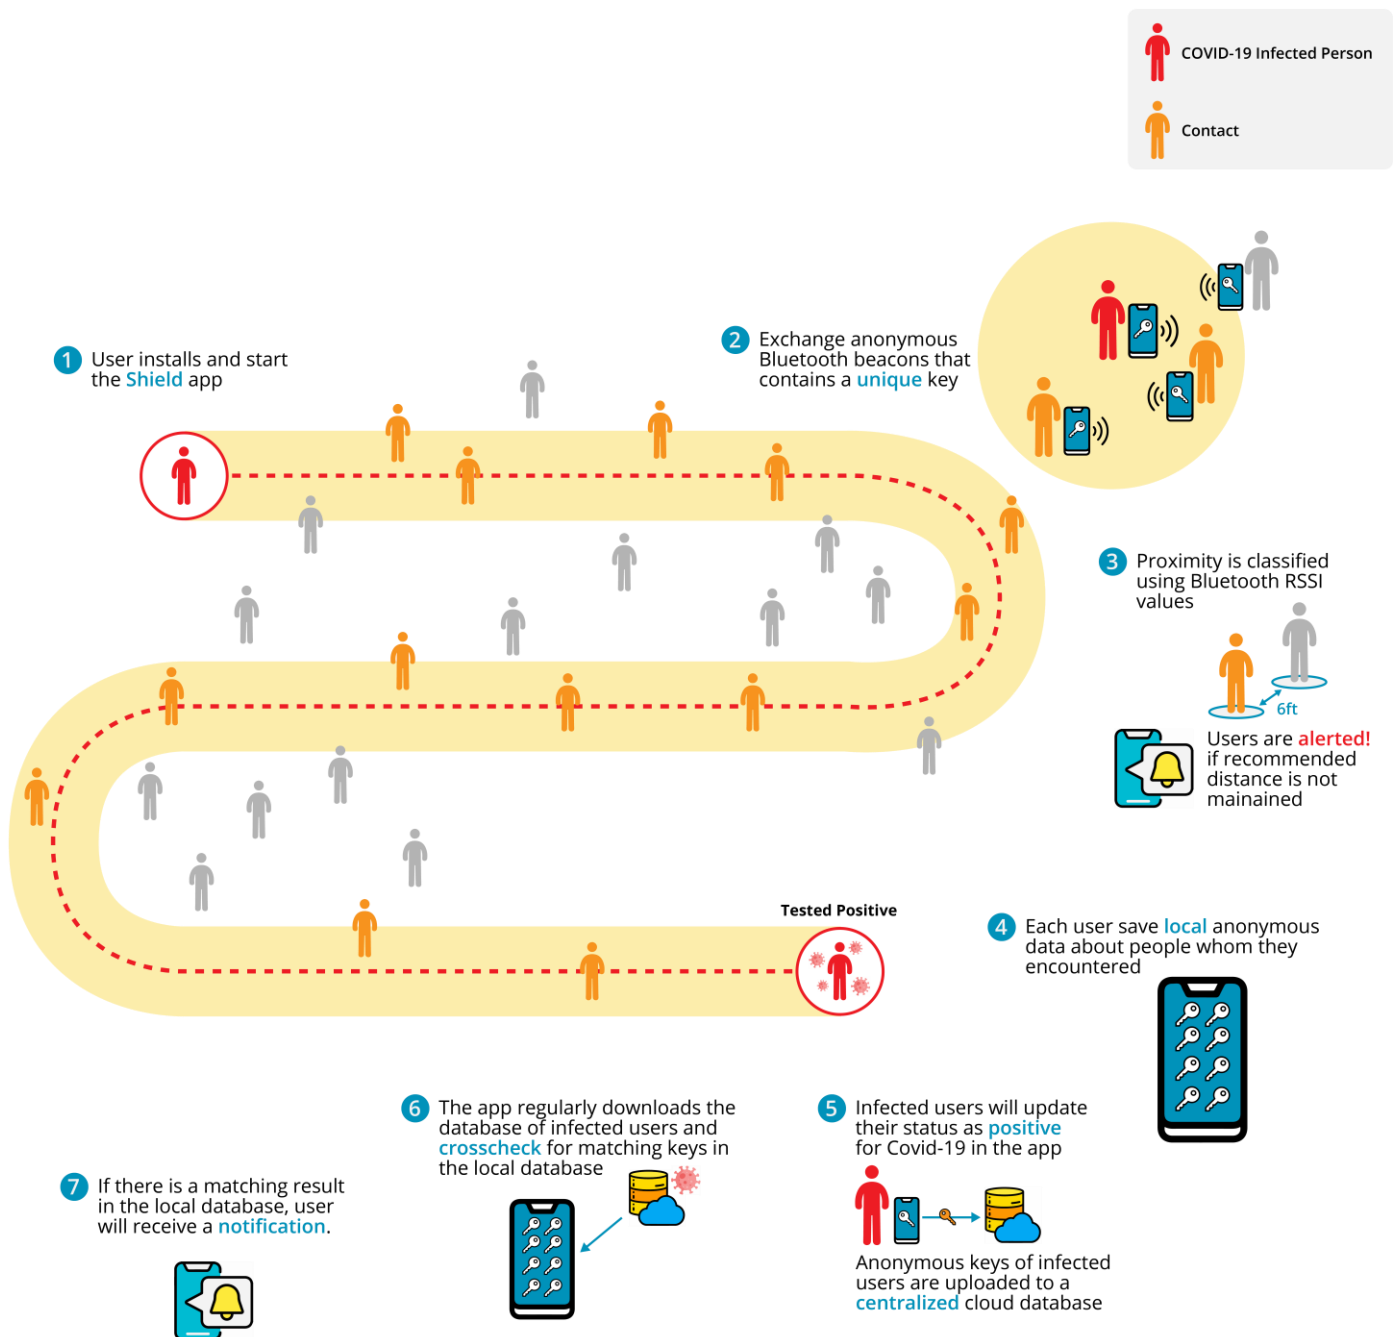 COVID-19 Infected Person
Contact
1 User installs and start
the Shield app
2 Exchange anonymous
Bluetooth beacons that
contains a unique key
3 Proximity is classified
using Bluetooth RSSI
values
6ft
Users are alerted!
if recommended
distance is not
mainained
Tested Positive
4 Each user save local anonymous
data about people whom they
encountered
5 Infected users will update
their status as positive
for Covid-19 in the app
Anonymous keys of infected
users are uploaded to a
centralized cloud database
6 The app regularly downloads the
database of infected users and
crosscheck for matching keys in
the local database
7 If there is a matching result
in the local database, user
will receive a notification.